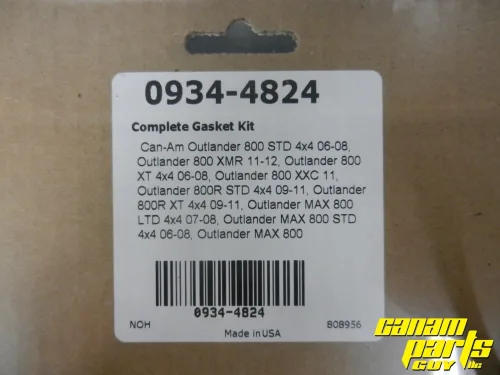 0934-4824
Complete Gasket Kit
Can-Am Outlander 800 STD 4x4 06-08,
Outlander 800 XMR 11-12, Outlander 800
XT 4x4 06-08, Outlander 800 XXC 11,
Outlander 800R STD 4x4 09-11, Outlander
800R XT 4x4 09-11, Outlander MAX 800
LTD 4x4 07-08, Outlander MAX 800 STD
4x4 06-08, Outlander MAX 800
0934-4824
NOH
Made in USA
808956
canam
parts
guy llc